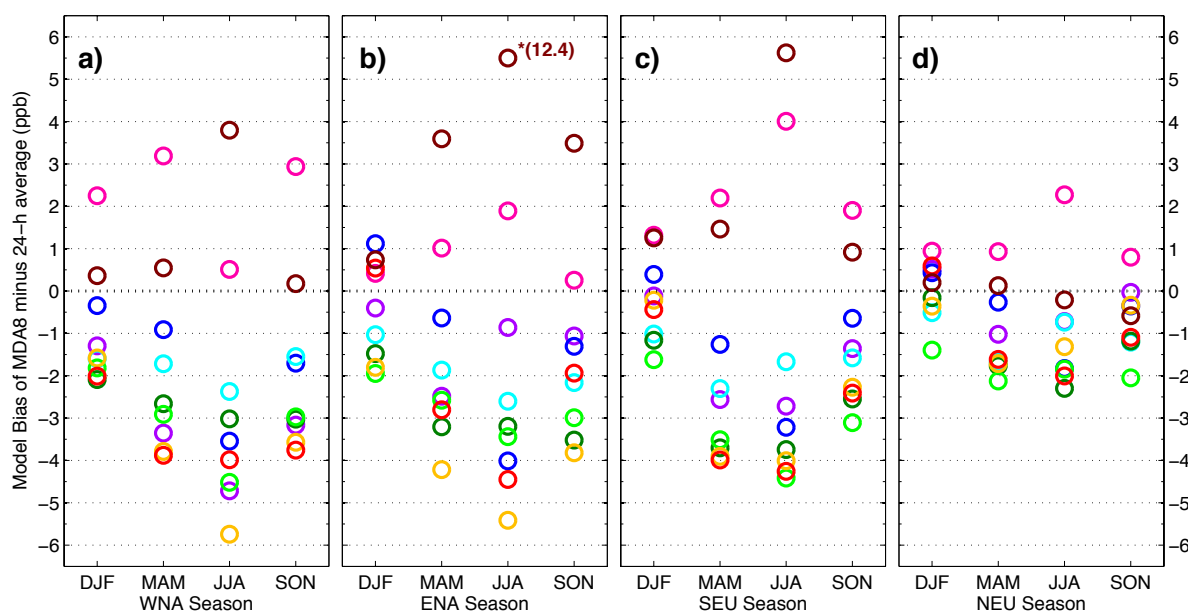 a)
b)
*(12.4)
c)
d)
Model Bias of MDA8 minus 24−h average (ppb)
6
5
4
3
2
1
0
−1
−2
−3
−4
−5
−6
6
5
4
3
2
1
0
−1
−2
−3
−4
−5
−6
DJF MAM JJA SON
WNA Season
DJF MAM JJA SON
ENA Season
DJF MAM JJA SON
SEU Season
DJF MAM JJA SON
NEU Season